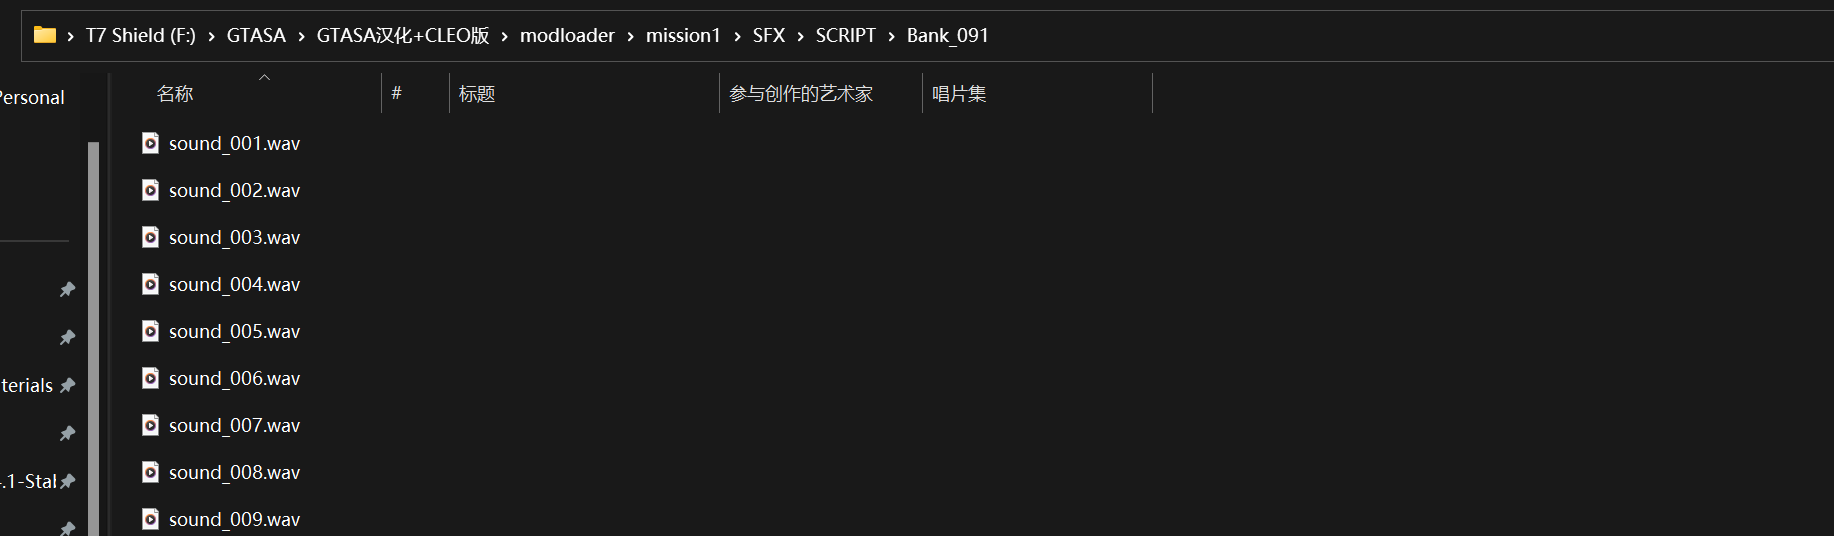 T7 Shield (F:) > GTASA > GTASA汉化+CLEO版 > modloader > mission1 > SFX > SCRIPT > Bank_091
Personal
名称 # 标题 参与创作的艺术家 唱片集
sound_001.wav
sound_002.wav
sound_003.wav
sound_004.wav
sound_005.wav
terials
sound_006.wav
sound_007.wav
sound_008.wav
.1-Stal
sound_009.wav